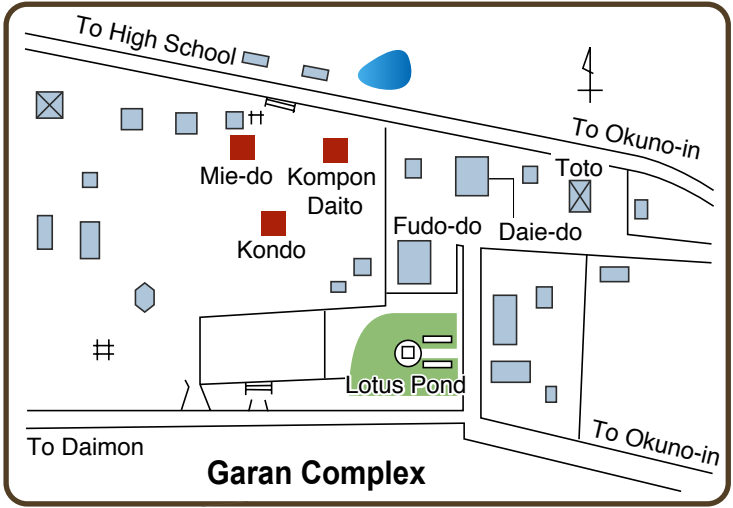 To High School
To Okuno-in
Toto
Mie-do
Kompon
Daito
Fudo-do
Daie-do
Kondo
Lotus Pond
To Daimon
To Okuno-in
Garan Complex